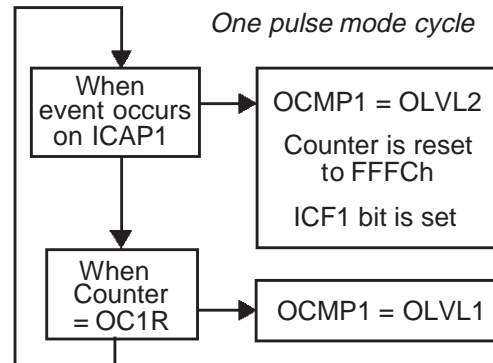 One pulse mode cycle
When
event occurs
on ICAP1
OCMP1 = OLVL2
Counter is reset
to FFFCh
ICF1 bit is set
When
Counter
= OC1R
OCMP1 = OLVL1